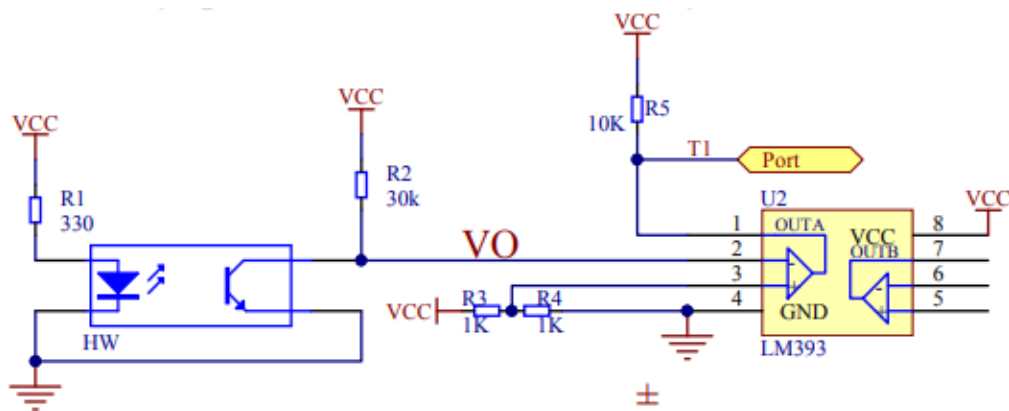 VCC
VCC
VCC
R5
10K
T1
Port
R1
330
R2
30k
U2
VCC
VO
1
OUTA
8
VCC
2
OUTB
7
3
6
4
GND
5
VCC
R3
1K
R4
1K
HW
LM393